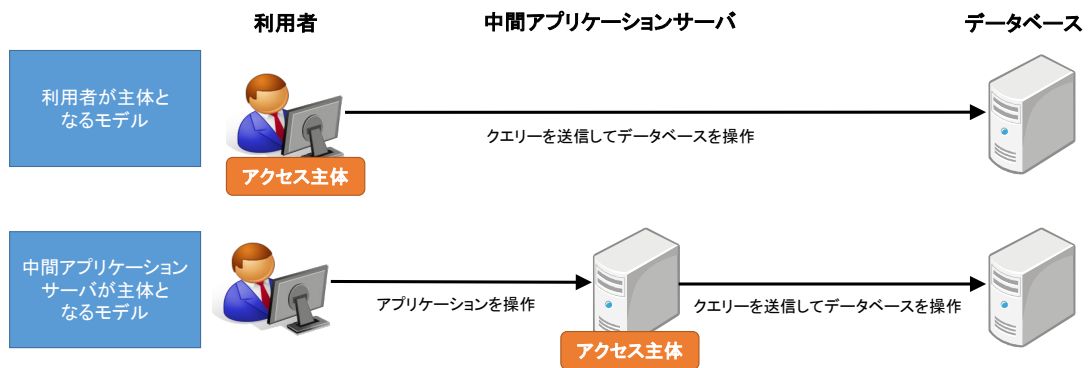 利用者
中間アプリケーションサーバ
データベース
利用者が主体と
なるモデル
クエリーを送信してデータベースを操作
アクセス主体
中間アプリケーション
サーバが主体と
なるモデル
アプリケーションを操作
クエリーを送信してデータベースを操作
アクセス主体